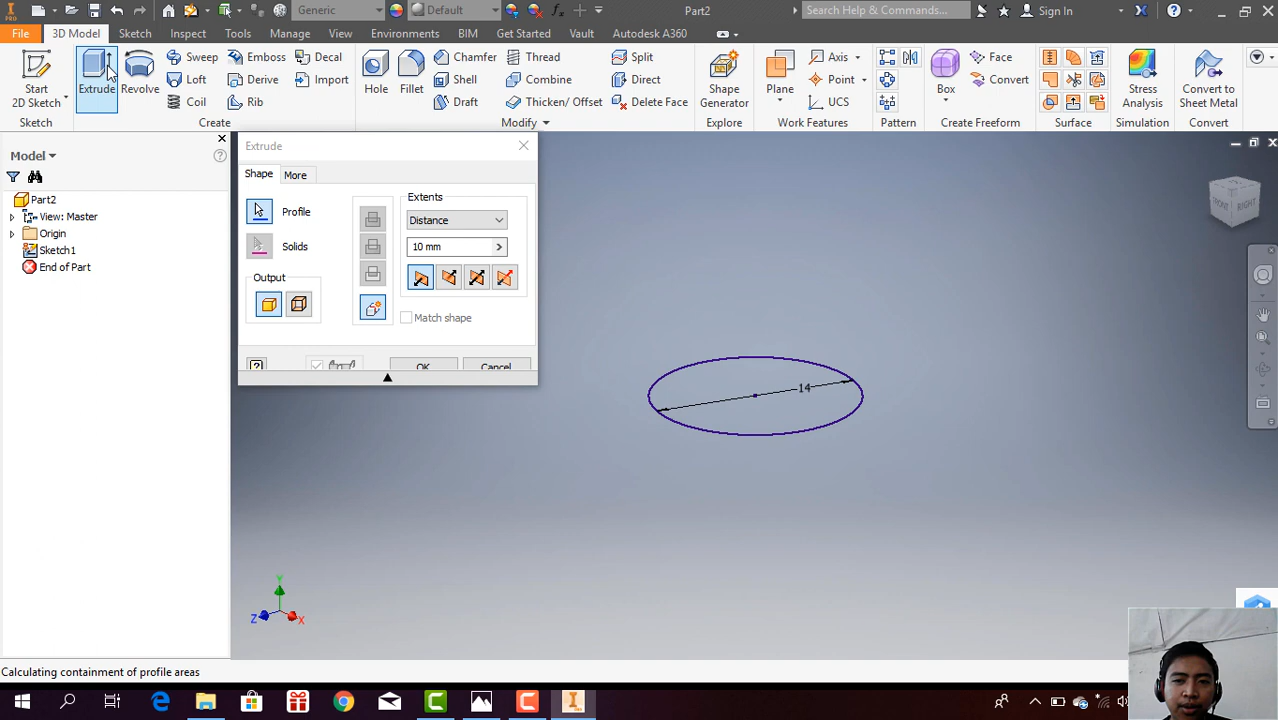 PRO
Generic
Default
Part2
Search Help & Commands...
Sign In
File
3D Model
Sketch
Inspect
Tools
Manage
View
Environments
BIM
Get Started
Vault
Autodesk A360
Start
2D Sketch
Extrude
Revolve
Sweep
Loft
Coil
Emboss
Derive
Rib
Decal
Import
Hole
Fillet
Chamfer
Shell
Draft
Thread
Combine
Thicken/ Offset
Split
Direct
Delete Face
Shape
Generator
Plane
Axis
Point
UCS
Box
Face
Convert
Stress
Analysis
Convert to
Sheet Metal
Sketch
Create
Modify
Explore
Work Features
Pattern
Create Freeform
Surface
Simulation
Convert
Model
Part2
View: Master
Origin
Sketch1
End of Part
Extrude
Shape
More
Profile
Solids
Output
Extents
Distance
10 mm
Match shape
OK
Cancel
14
FRONT
RIGHT
Y
Z
X
Calculating containment of profile areas